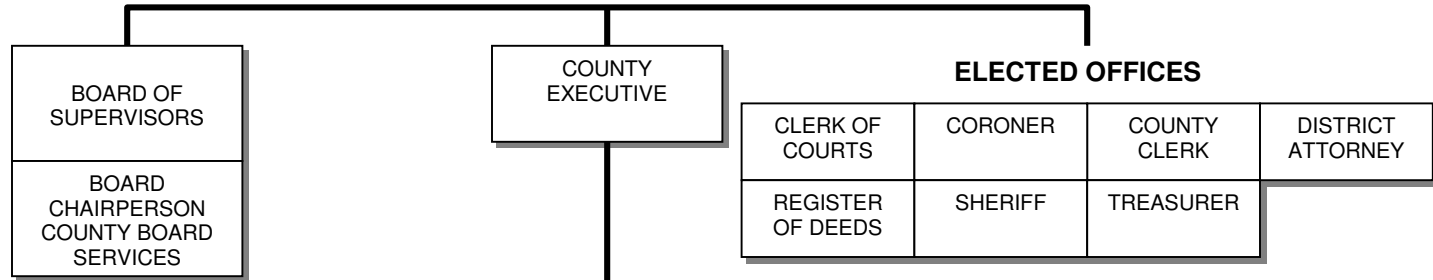 BOARD OF
SUPERVISORS
BOARD
CHAIRPERSON
COUNTY BOARD
SERVICES
COUNTY
EXECUTIVE
ELECTED OFFICES
CLERK OF
COURTS
CORONER
COUNTY
CLERK
DISTRICT
ATTORNEY
REGISTER
OF DEEDS
SHERIFF
TREASURER